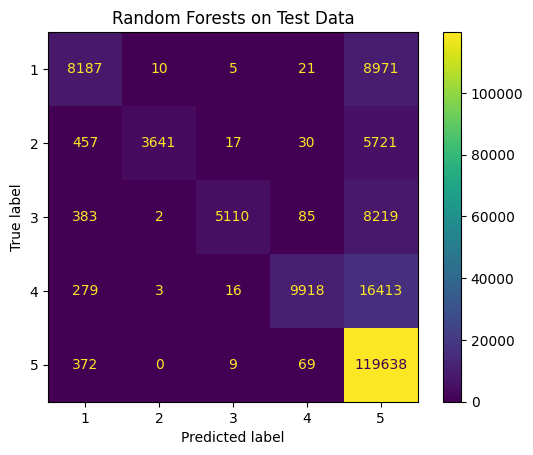 Random Forests on Test Data
1 8187 10 5 21 8971
2 457 3641 17 30 5721
3 383 2 5110 85 8219
4 279 3 16 9918 16413
5 372 0 9 69 119638
1 2 3 4 5
Predicted label
True label
100000
80000
60000
40000
20000
0